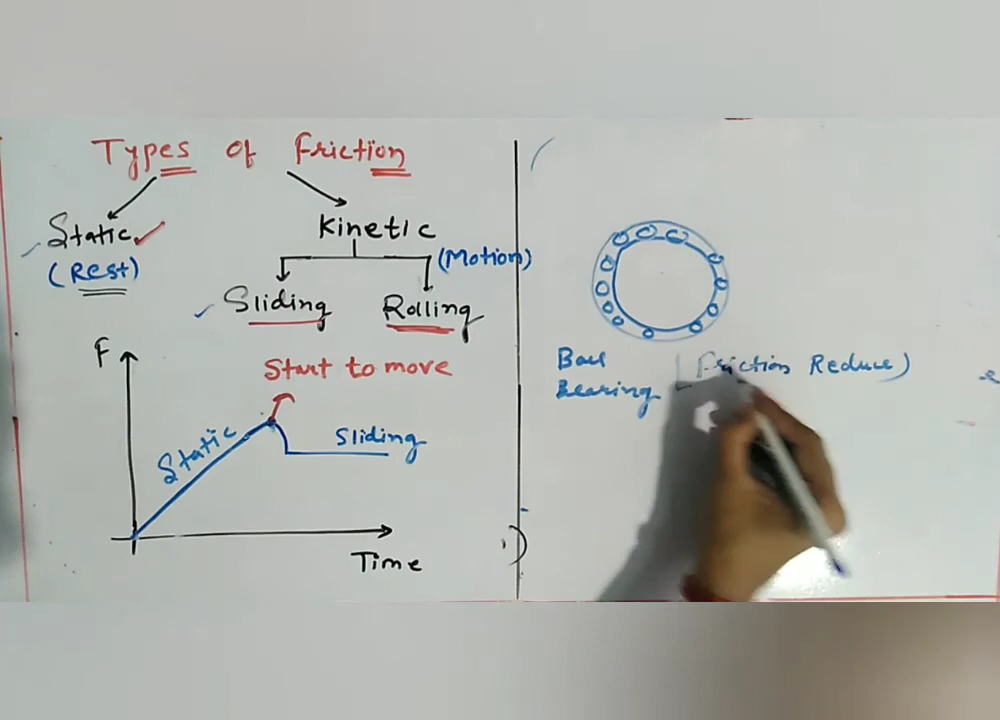 Types of Friction
Static
(Rest)
Kinetic
(Motion)
Sliding
Rolling
F
Start to move
Static
Sliding
Time
Ball
Bearing
(Friction Reduce)